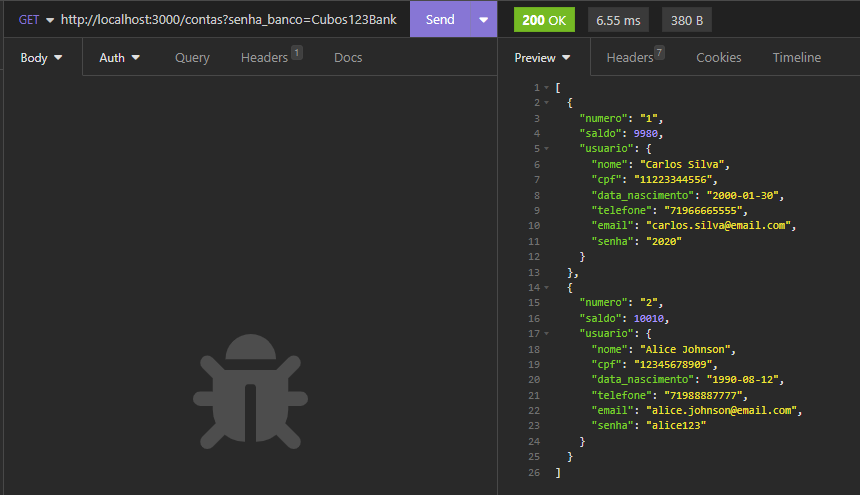 GET http://localhost:3000/contas?senha_banco=Cubos123Bank Send
200 OK 6.55 ms 380 B
Body Auth Query Headers 1 Docs
Preview Headers 7 Cookies Timeline
1 [
2 {
3 "numero": "1",
4 "saldo": 9980,
5 "usuario": {
6 "nome": "Carlos Silva",
7 "cpf": "11223344556",
8 "data_nascimento": "2000-01-30",
9 "telefone": "71966665555",
10 "email": "carlos.silva@email.com",
11 "senha": "2020"
12 }
13 },
14 {
15 "numero": "2",
16 "saldo": 10010,
17 "usuario": {
18 "nome": "Alice Johnson",
19 "cpf": "12345678909",
20 "data_nascimento": "1990-08-12",
21 "telefone": "71988887777",
22 "email": "alice.johnson@email.com",
23 "senha": "alice123"
24 }
25 }
26 ]